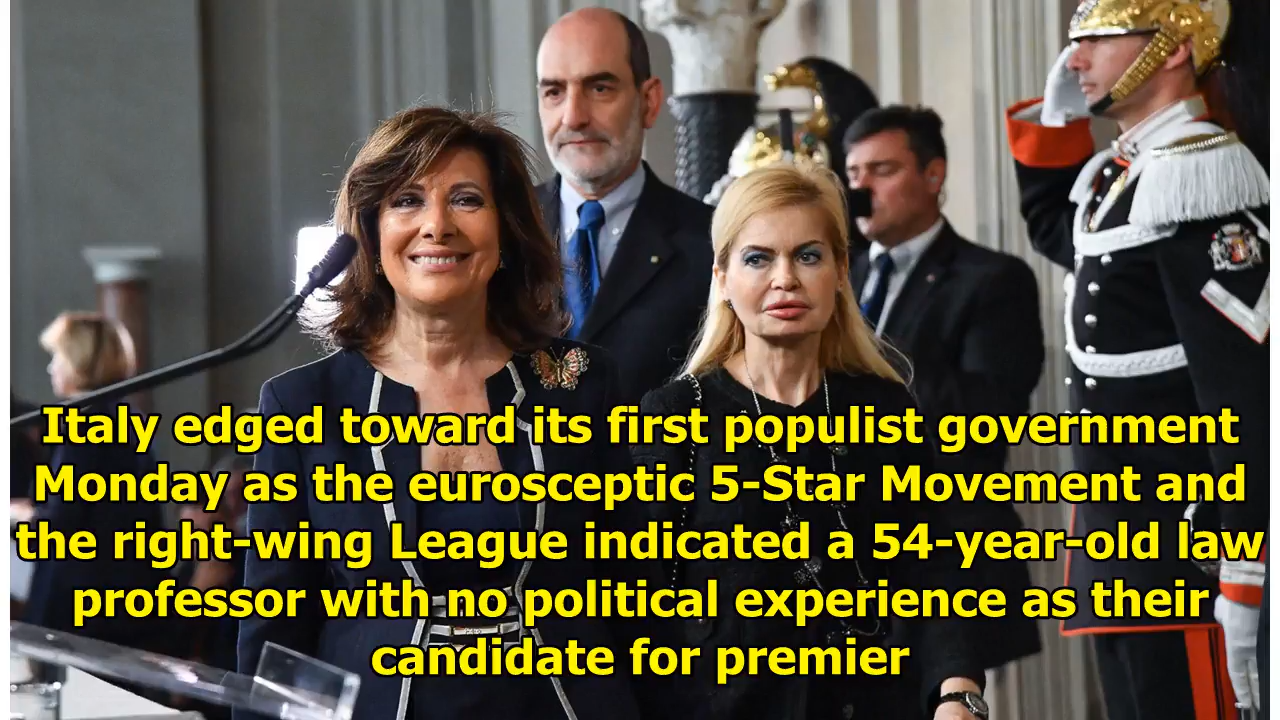 Italy edged toward its first populist government
Monday as the eurosceptic 5-Star Movement and
the right-wing League indicated a 54-year-old law
professor with no political experience as their
candidate for premier